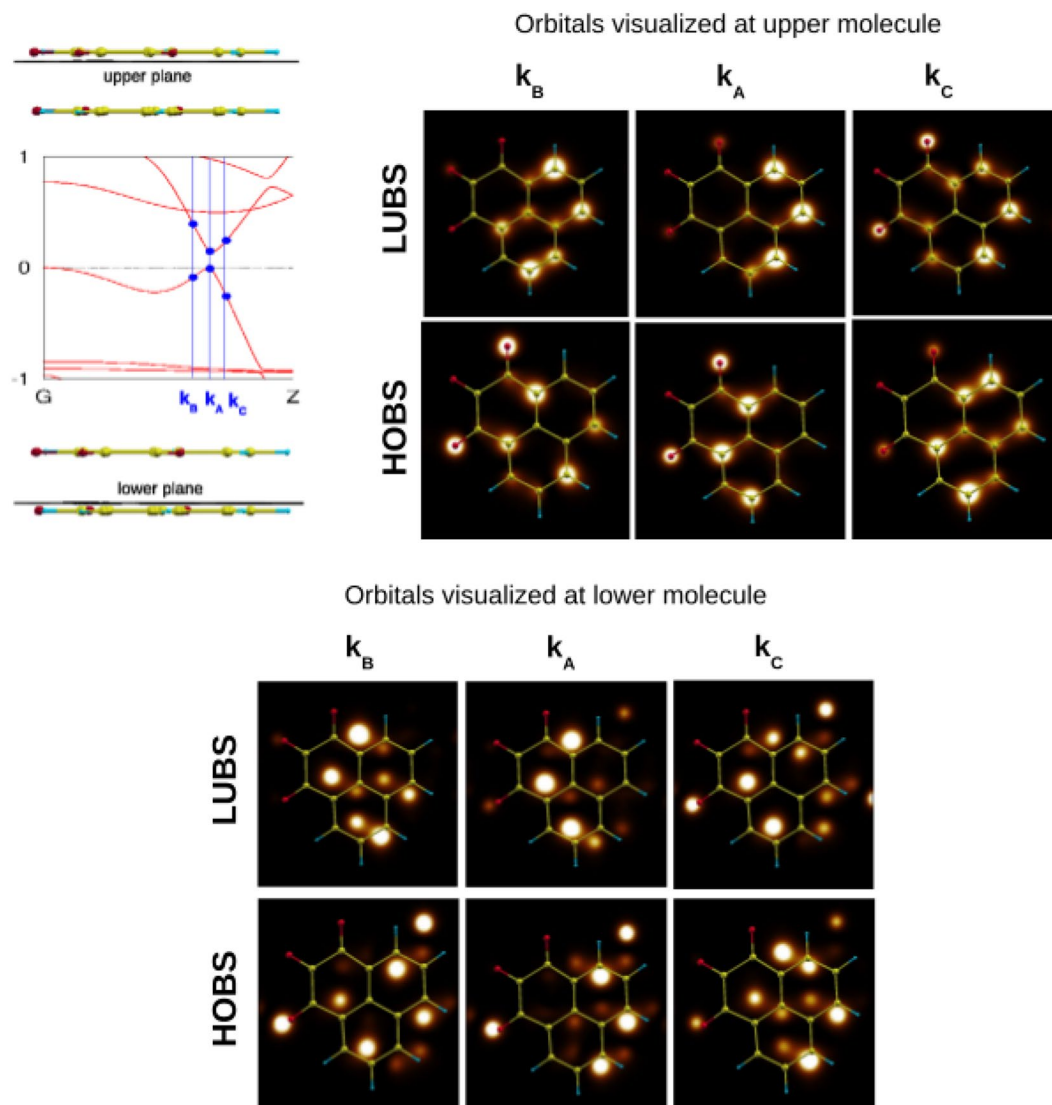 Orbitals visualized at upper molecule
k_B k_A k_C
upper plane
LUBS
HOBS
1
0
-1
G k_B k_A k_C Z
lower plane
Orbitals visualized at lower molecule
k_B k_A k_C
LUBS
HOBS